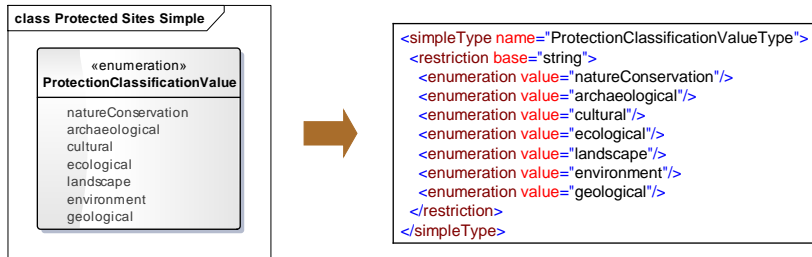 class Protected Sites Simple
«enumeration»
ProtectionClassificationValue
natureConservation
archaeological
cultural
ecological
landscape
environment
geological
<simpleType name="ProtectionClassificationValueType">
<restriction base="string">
<enumeration value="natureConservation"/>
<enumeration value="archaeological"/>
<enumeration value="cultural"/>
<enumeration value="ecological"/>
<enumeration value="landscape"/>
<enumeration value="environment"/>
<enumeration value="geological"/>
</restriction>
</simpleType>